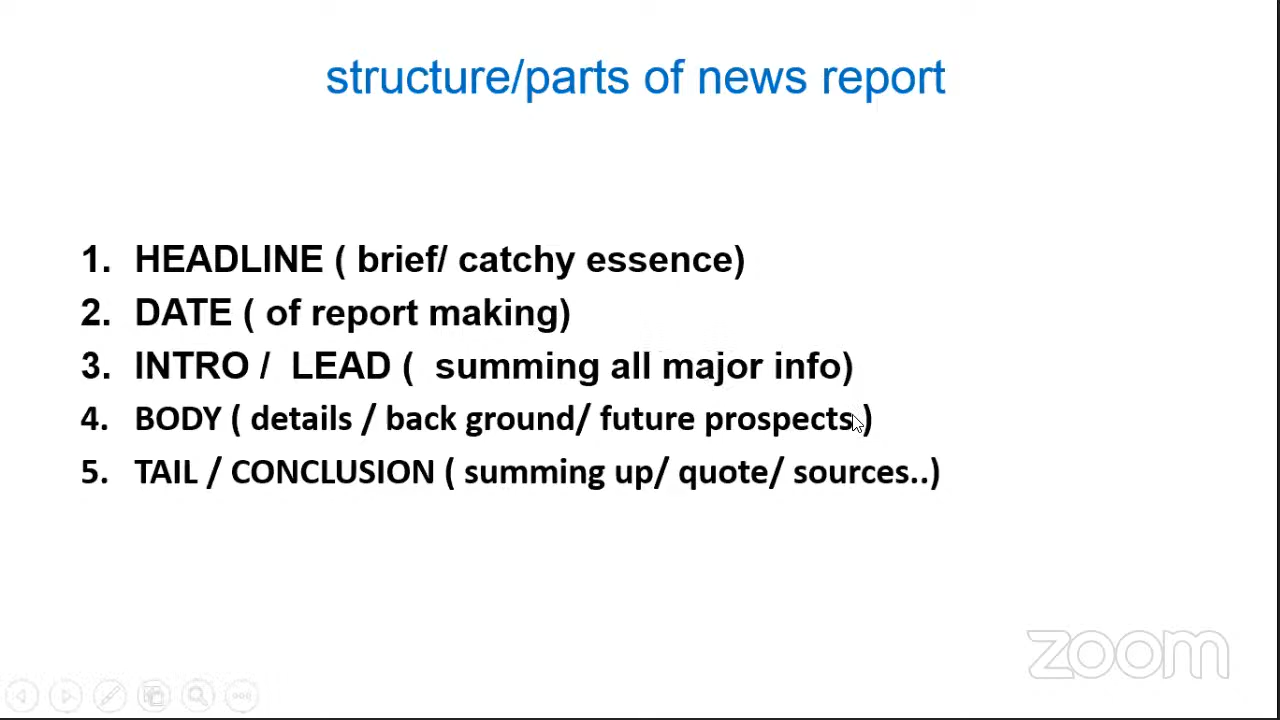 structure/parts of news report
1. HEADLINE ( brief/ catchy essence)
2. DATE ( of report making)
3. INTRO /  LEAD (  summing all major info)
4. BODY ( details / back ground/ future prospects )
5. TAIL / CONCLUSION ( summing up/ quote/ sources..)
zoom